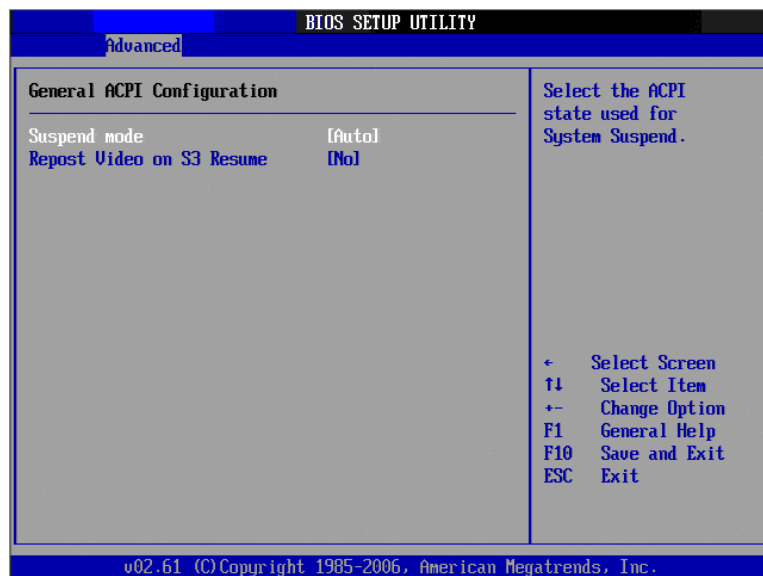 BIOS SETUP UTILITY
Advanced
General ACPI Configuration
Suspend mode [Auto]
Repost Video on S3 Resume [No]
Select the ACPI
state used for
System Suspend.
← Select Screen
↑↓ Select Item
+- Change Option
F1 General Help
F10 Save and Exit
ESC Exit
v02.61 (C)Copyright 1985-2006, American Megatrends, Inc.